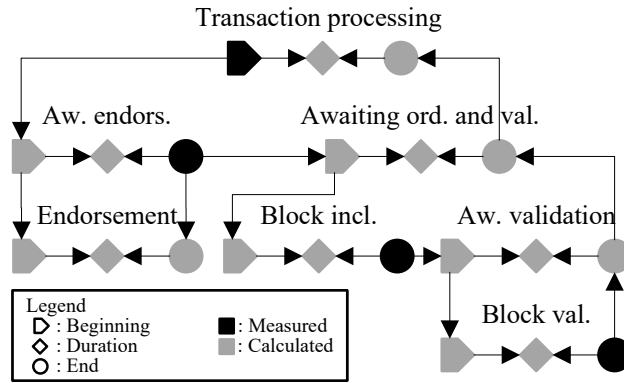 Transaction processing
Aw. endors.
Awaiting ord. and val.
Endorsement
Block incl.
Aw. validation
Block val.
Legend
: Beginning
: Measured
: Duration
: Calculated
: End